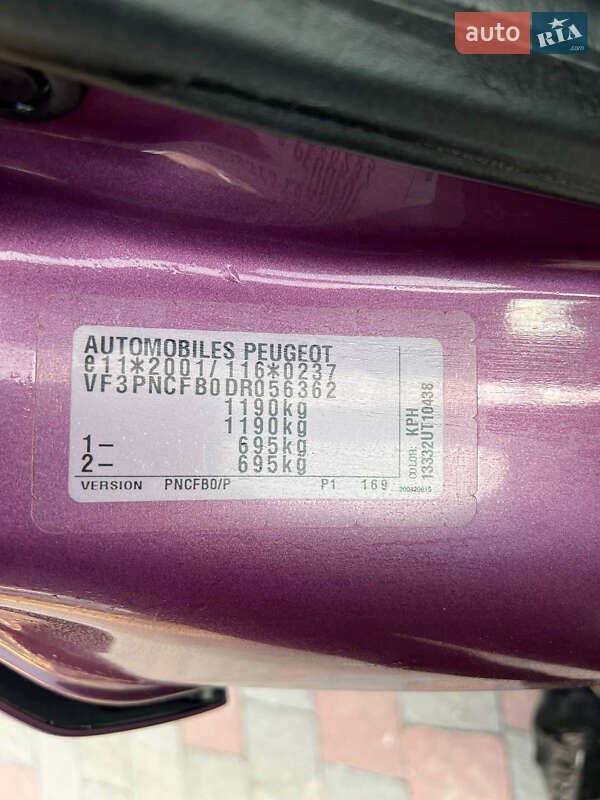 auto RIA
.com
AUTOMOBILES PEUGEOT
e11*2001/116*0237
VF3PNCFB0DR056362
1190kg
1190kg
1- 695kg
2- 695kg
VERSION PNCFB0/P P1 169
COLOR: KPH
13332UT10438